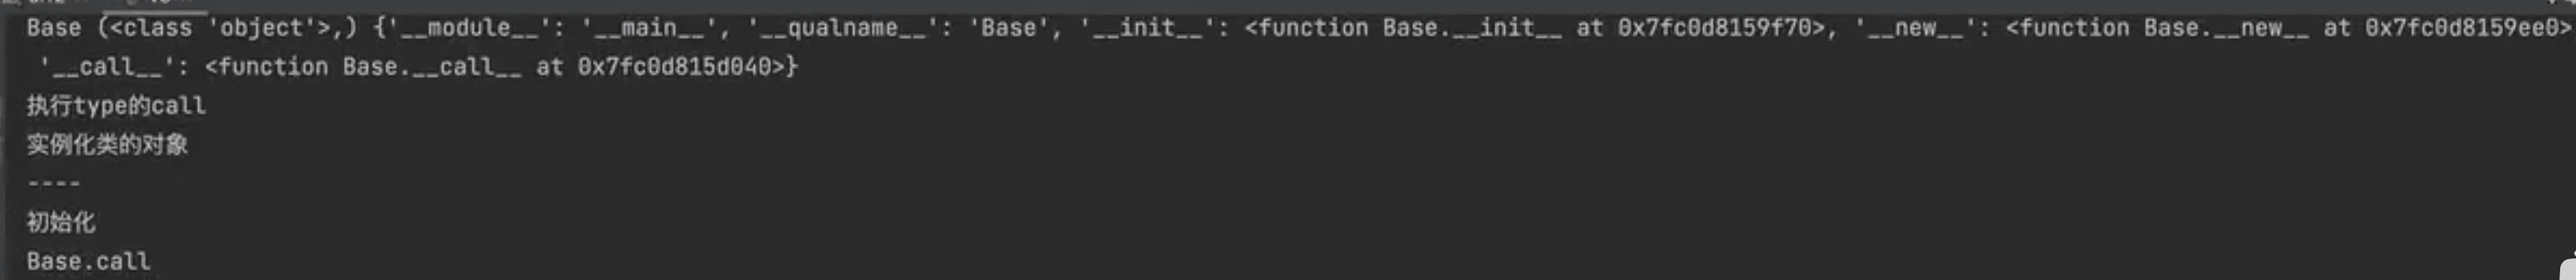 Base (<class 'object'>,) {'__module__': '__main__', '__qualname__': 'Base', '__init__': <function Base.__init__ at 0x7fc0d8159f70>, '__new__': <function Base.__new__ at 0x7fc0d8159ee0>
'__call__': <function Base.__call__ at 0x7fc0d815d040>}
执行type的call
实例化类的对象
----
初始化
Base.call